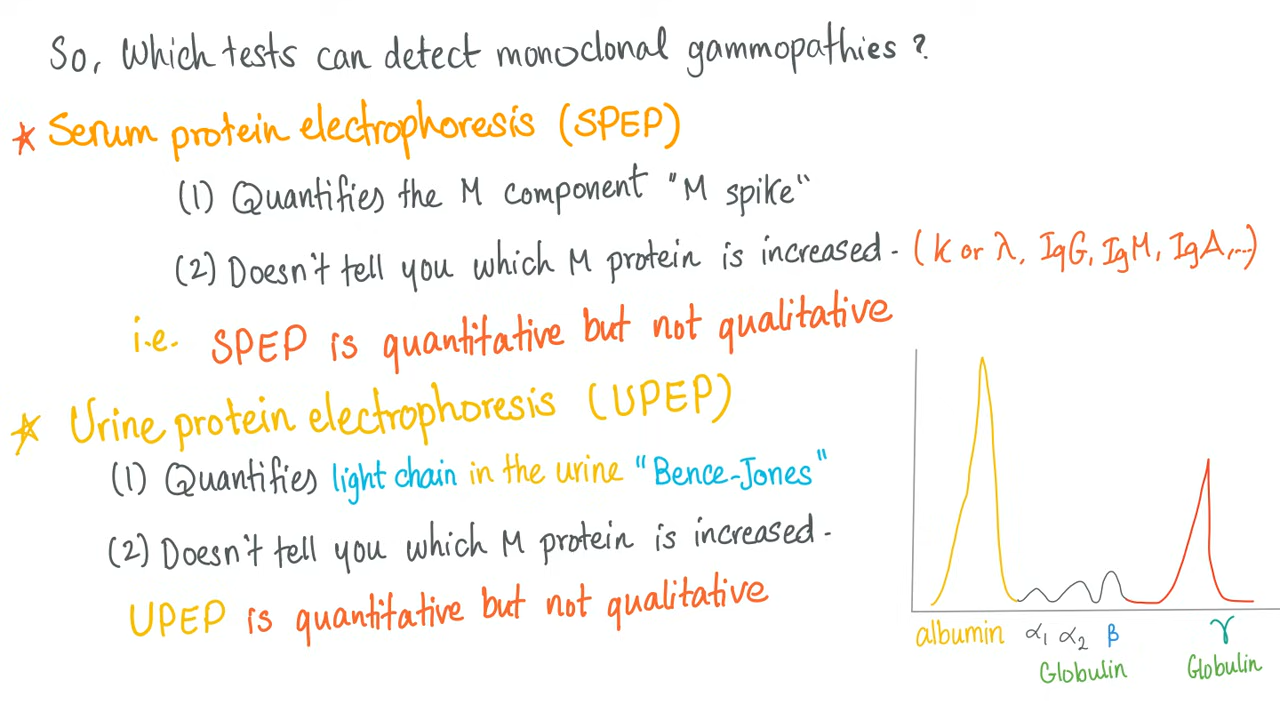 So, Which tests can detect monoclonal gammopathies?
* Serum protein electrophoresis (SPEP)
(1) Quantifies the M component "M spike"
(2) Doesn't tell you which M protein is increased. (K or λ, IgG, IgM, IgA,...)
i.e. SPEP is quantitative but not qualitative
* Urine protein electrophoresis (UPEP)
(1) Quantifies light chain in the urine "Bence-Jones"
(2) Doesn't tell you which M protein is increased.
UPEP is quantitative but not qualitative
albumin α1 α2 β γ
Globulin Globulin